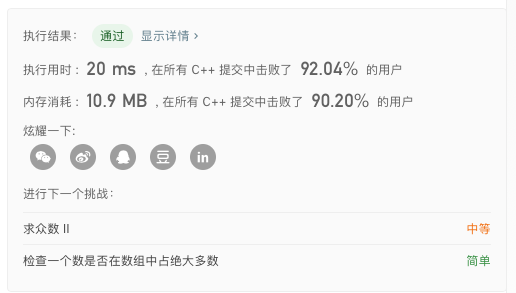 执行结果： 通过 显示详情 ›
执行用时：20 ms , 在所有 C++ 提交中击败了 92.04% 的用户
内存消耗：10.9 MB , 在所有 C++ 提交中击败了 90.20% 的用户
炫耀一下:
豆 in
进行下一个挑战：
求众数 II 中等
检查一个数是否在数组中占绝大多数 简单